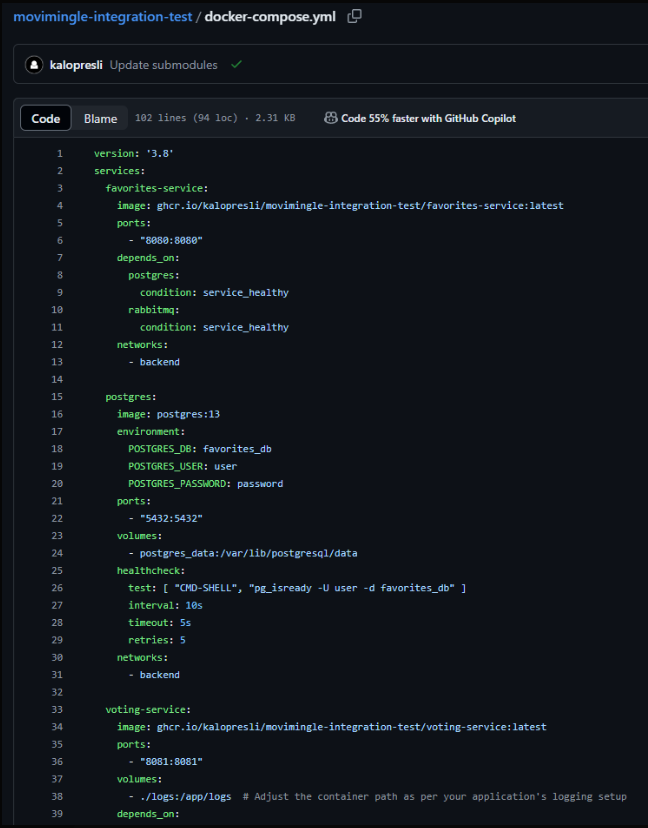 movimingle-integration-test / docker-compose.yml
kalopresli Update submodules
Code Blame 102 lines (94 loc) · 2.31 KB Code 55% faster with GitHub Copilot
1 version: '3.8'
2 services:
3 favorites-service:
4 image: ghcr.io/kalopresli/movimingle-integration-test/favorites-service:latest
5 ports:
6 - "8080:8080"
7 depends_on:
8 postgres:
9 condition: service_healthy
10 rabbitmq:
11 condition: service_healthy
12 networks:
13 - backend
14
15 postgres:
16 image: postgres:13
17 environment:
18 POSTGRES_DB: favorites_db
19 POSTGRES_USER: user
20 POSTGRES_PASSWORD: password
21 ports:
22 - "5432:5432"
23 volumes:
24 - postgres_data:/var/lib/postgresql/data
25 healthcheck:
26 test: [ "CMD-SHELL", "pg_isready -U user -d favorites_db" ]
27 interval: 10s
28 timeout: 5s
29 retries: 5
30 networks:
31 - backend
32
33 voting-service:
34 image: ghcr.io/kalopresli/movimingle-integration-test/voting-service:latest
35 ports:
36 - "8081:8081"
37 volumes:
38 - ./logs:/app/logs # Adjust the container path as per your application's logging setup
39 depends_on: